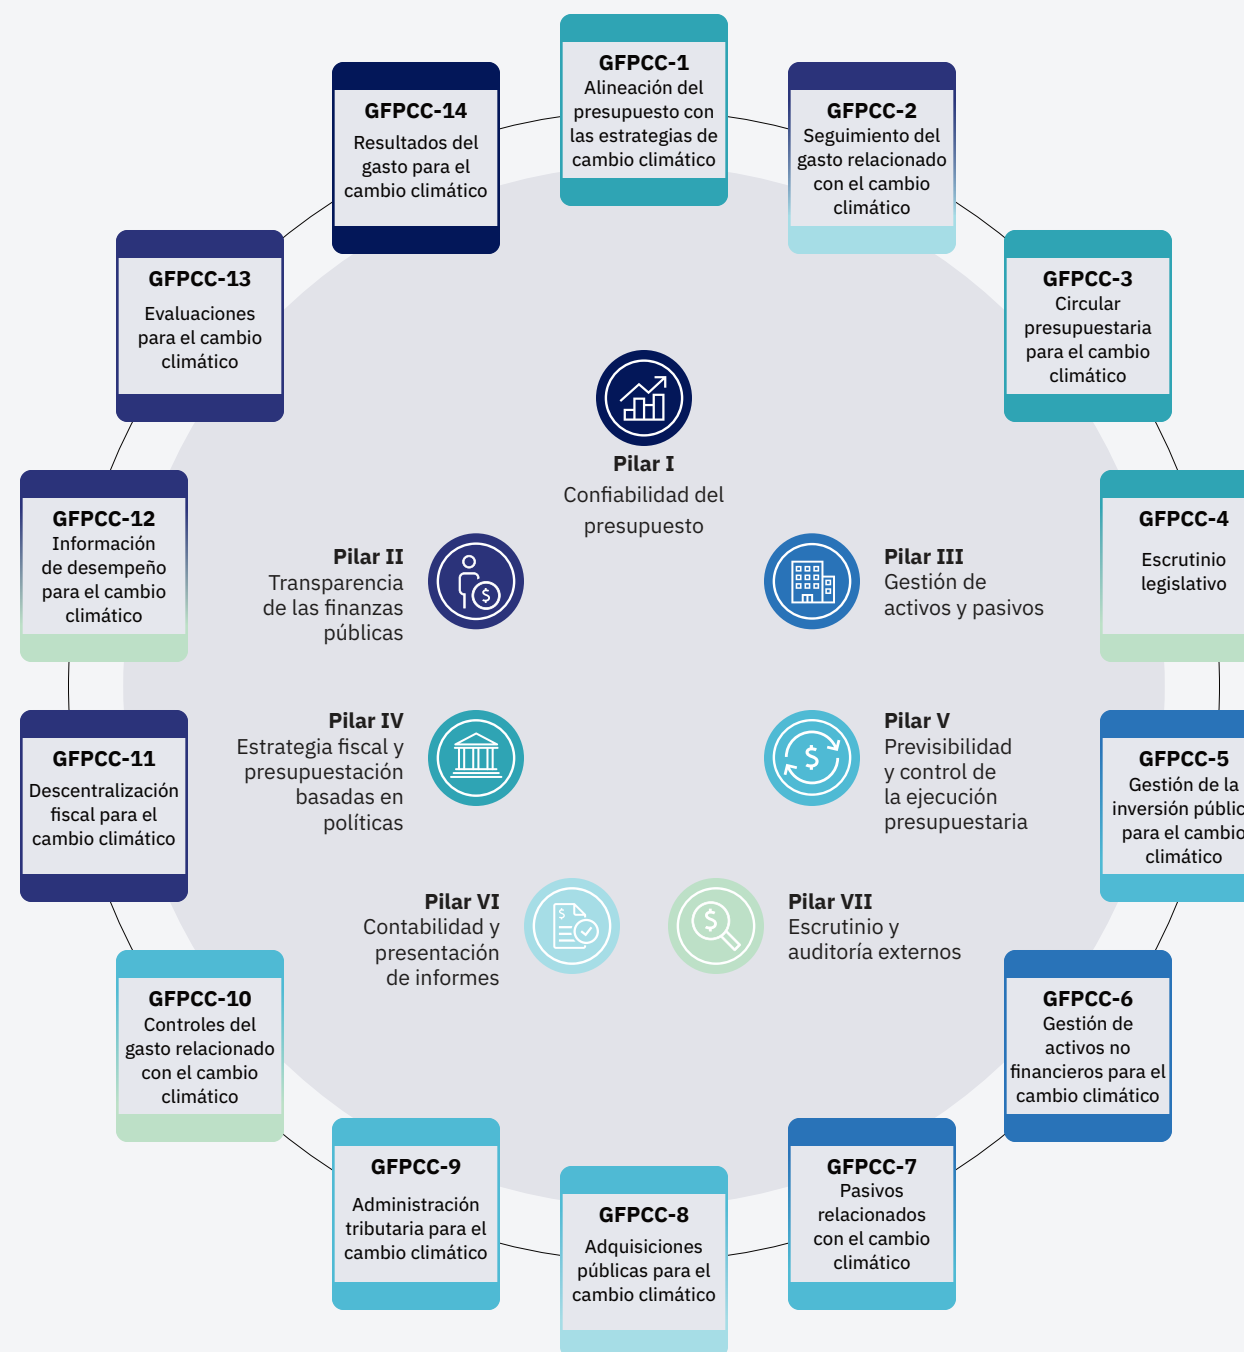 GFPCC-1
Alineación del
presupuesto con
las estrategias de
cambio climático
GFPCC-2
Seguimiento del
gasto relacionado
con el cambio
climático
GFPCC-3
Circular
presupuestaria
para el cambio
climático
GFPCC-4
Escrutinio
legislativo
GFPCC-5
Gestión de la
inversión públic
para el cambio
climático
GFPCC-6
Gestión de
activos no
financieros para el
cambio climático
GFPCC-7
Pasivos
relacionados
con el cambio
climático
GFPCC-8
Adquisiciones
públicas para el
cambio climático
GFPCC-9
Administración
tributaria para el
cambio climático
GFPCC-10
Controles del
gasto relacionado
con el cambio
climático
GFPCC-11
Descentralización
fiscal para el
cambio climático
GFPCC-12
Información
de desempeño
para el cambio
climático
GFPCC-13
Evaluaciones
para el cambio
climático
GFPCC-14
Resultados del
gasto para el
cambio climático
Pilar I
Confiabilidad del
presupuesto
Pilar II
Transparencia
de las finanzas
públicas
$
Pilar III
Gestión de
activos y pasivos
Pilar IV
Estrategia fiscal y
presupuestación
basadas en
políticas
Pilar V
Previsibilidad
y control de
la ejecución
presupuestaria
$
Pilar VI
Contabilidad y
presentación
de informes
$
Pilar VII
Escrutinio y
auditoría externos
$